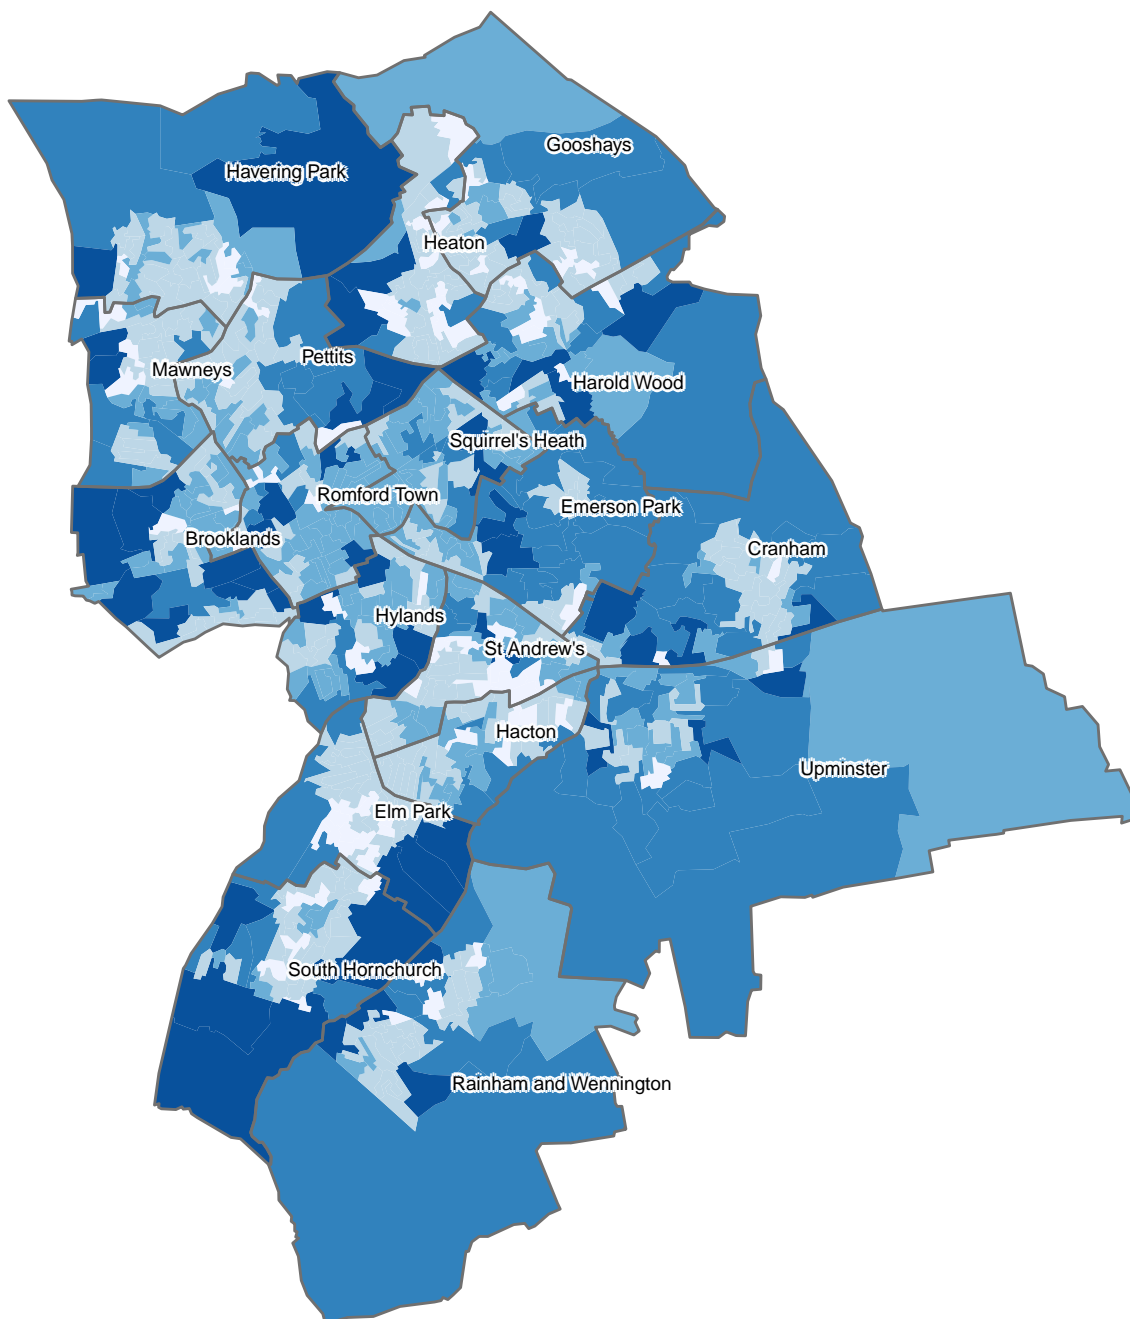 Gooshays
Havering Park
Heaton
Pettits
Mawneys
Harold Wood
Squirrel's Heath
Romford Town
Emerson Park
Brooklands
Cranham
Hylands
St Andrew's
Hacton
Upminster
Elm Park
South Hornchurch
Rainham and Wennington